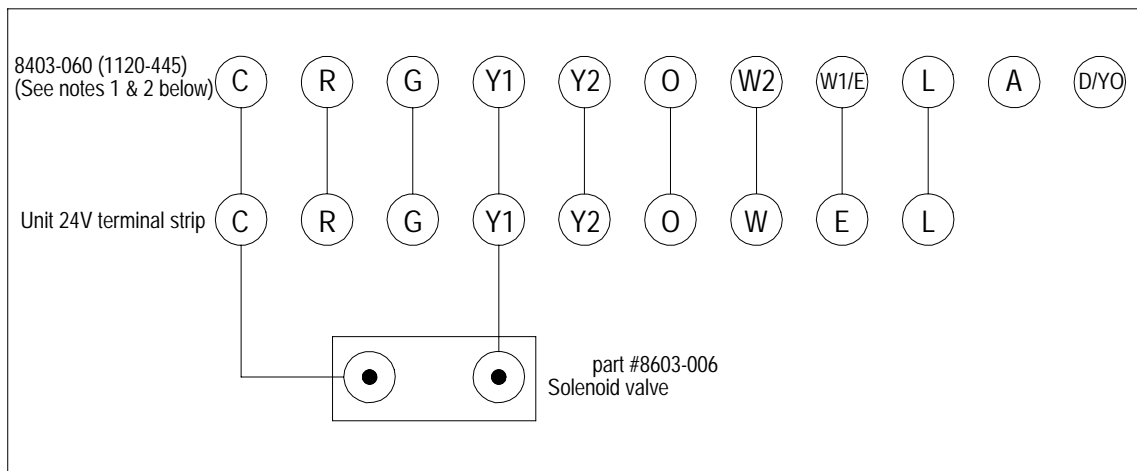 8403-060 (1120-445)
(See notes 1 & 2 below)
C R G Y1 Y2 O W2 W1/E L A D/YO
Unit 24V terminal strip
C R G Y1 Y2 O W E L
part #8603-006
Solenoid valve